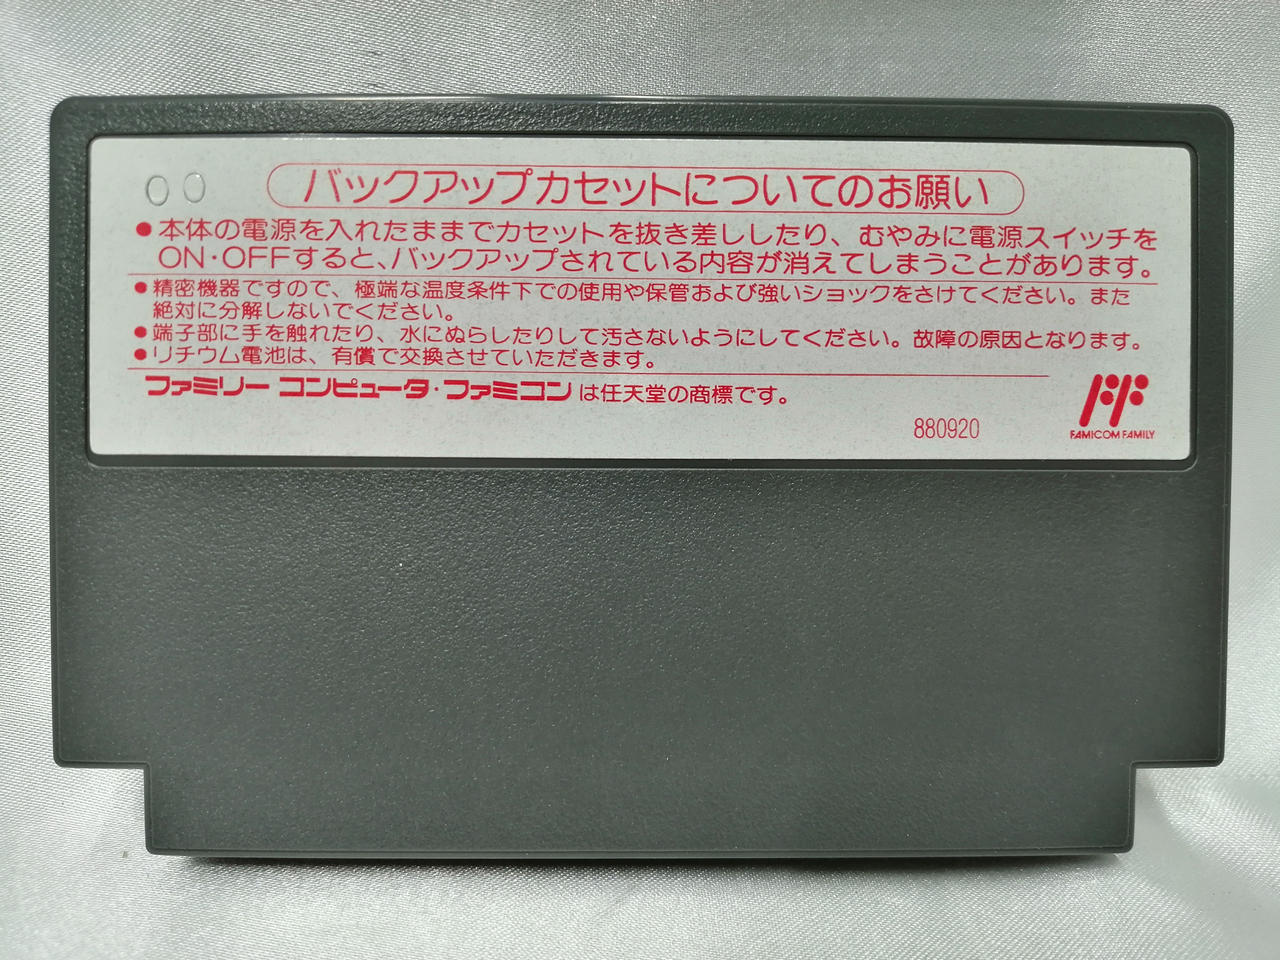 00
バックアップカセットについてのお願い
●本体の電源を入れたままでカセットを抜き差ししたり、むやみに電源スイッチを
ON・OFFすると、バックアップされている内容が消えてしまうことがあります。
●精密機器ですので、極端な温度条件下での使用や保管および強いショックをさけてください。また
絶対に分解しないでください。
●端子部に手を触れたり、水にぬらしたりして汚さないようにしてください。故障の原因となります。
●リチウム電池は、有償で交換させていただきます。
ファミリーコンピュータ・ファミコンは任天堂の商標です。
880920
FAMICOM FAMILY